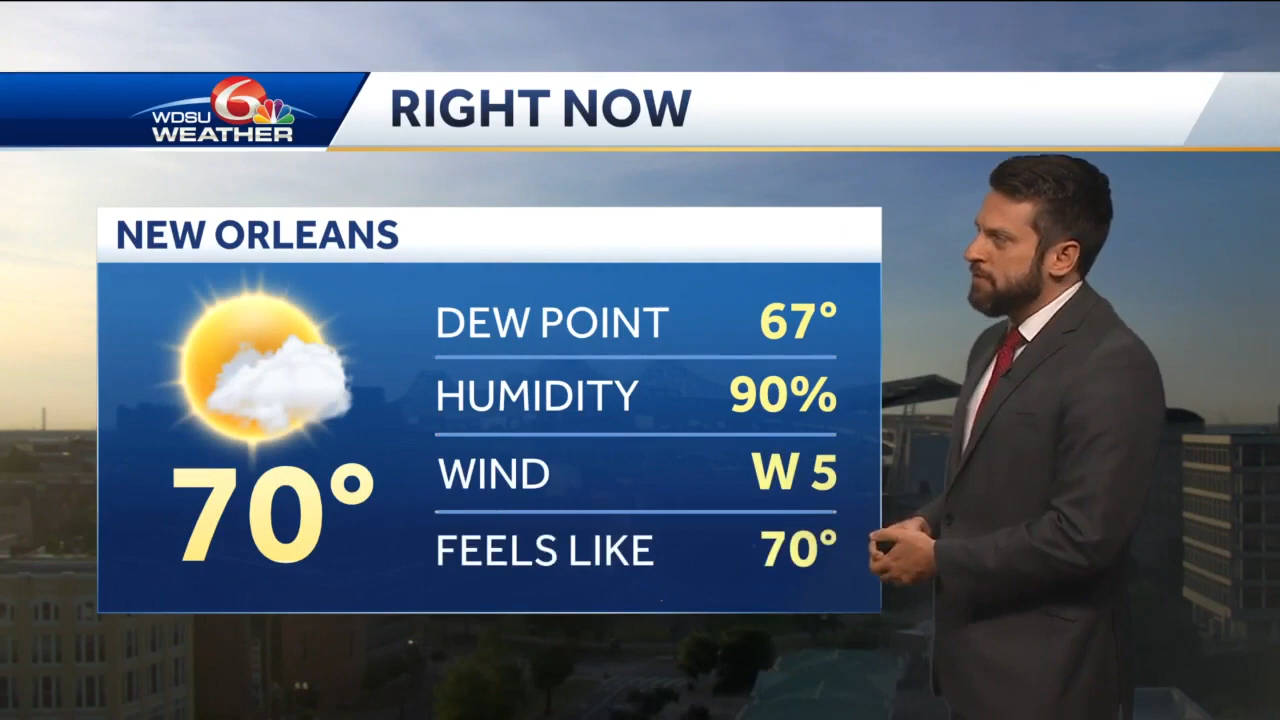 WDSU 6
WEATHER
RIGHT NOW
NEW ORLEANS
70°
DEW POINT 67°
HUMIDITY 90%
WIND W 5
FEELS LIKE 70°